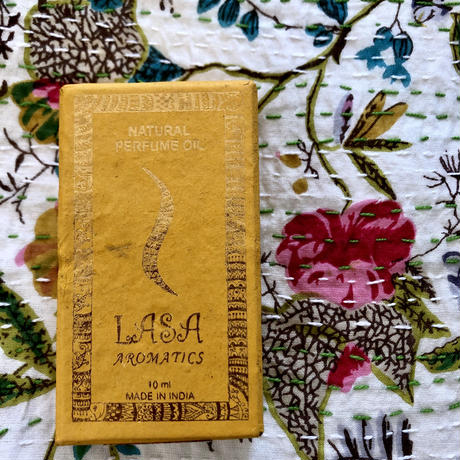 NATURAL
PERFUME OIL
LASA
AROMATICS
10 ml
MADE IN INDIA